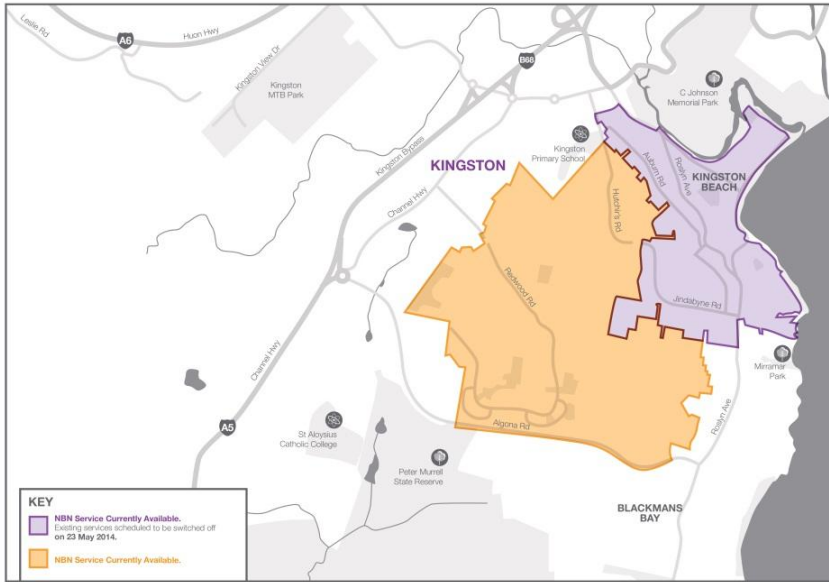 Leslie Rd
A6
Huon Hwy
Kingston View Dr
Kingston
MTB Park
B68
C Johnson
Memorial Park
Kingston Bypass
Kingston
Primary School
KINGSTON
Auburn Rd
Roslyn Ave
KINGSTON
BEACH
Channel Hwy
Hutchins Rd
Redwood Rd
Jindabyne Rd
Channel Hwy
Mirramar
Park
A5
St Aloysius
Catholic College
Algona Rd
Roslyn Ave
Peter Murrell
State Reserve
BLACKMANS
BAY
KEY
NBN Service Currently Available.
Existing services scheduled to be switched off
on 23 May 2014.
NBN Service Currently Available.